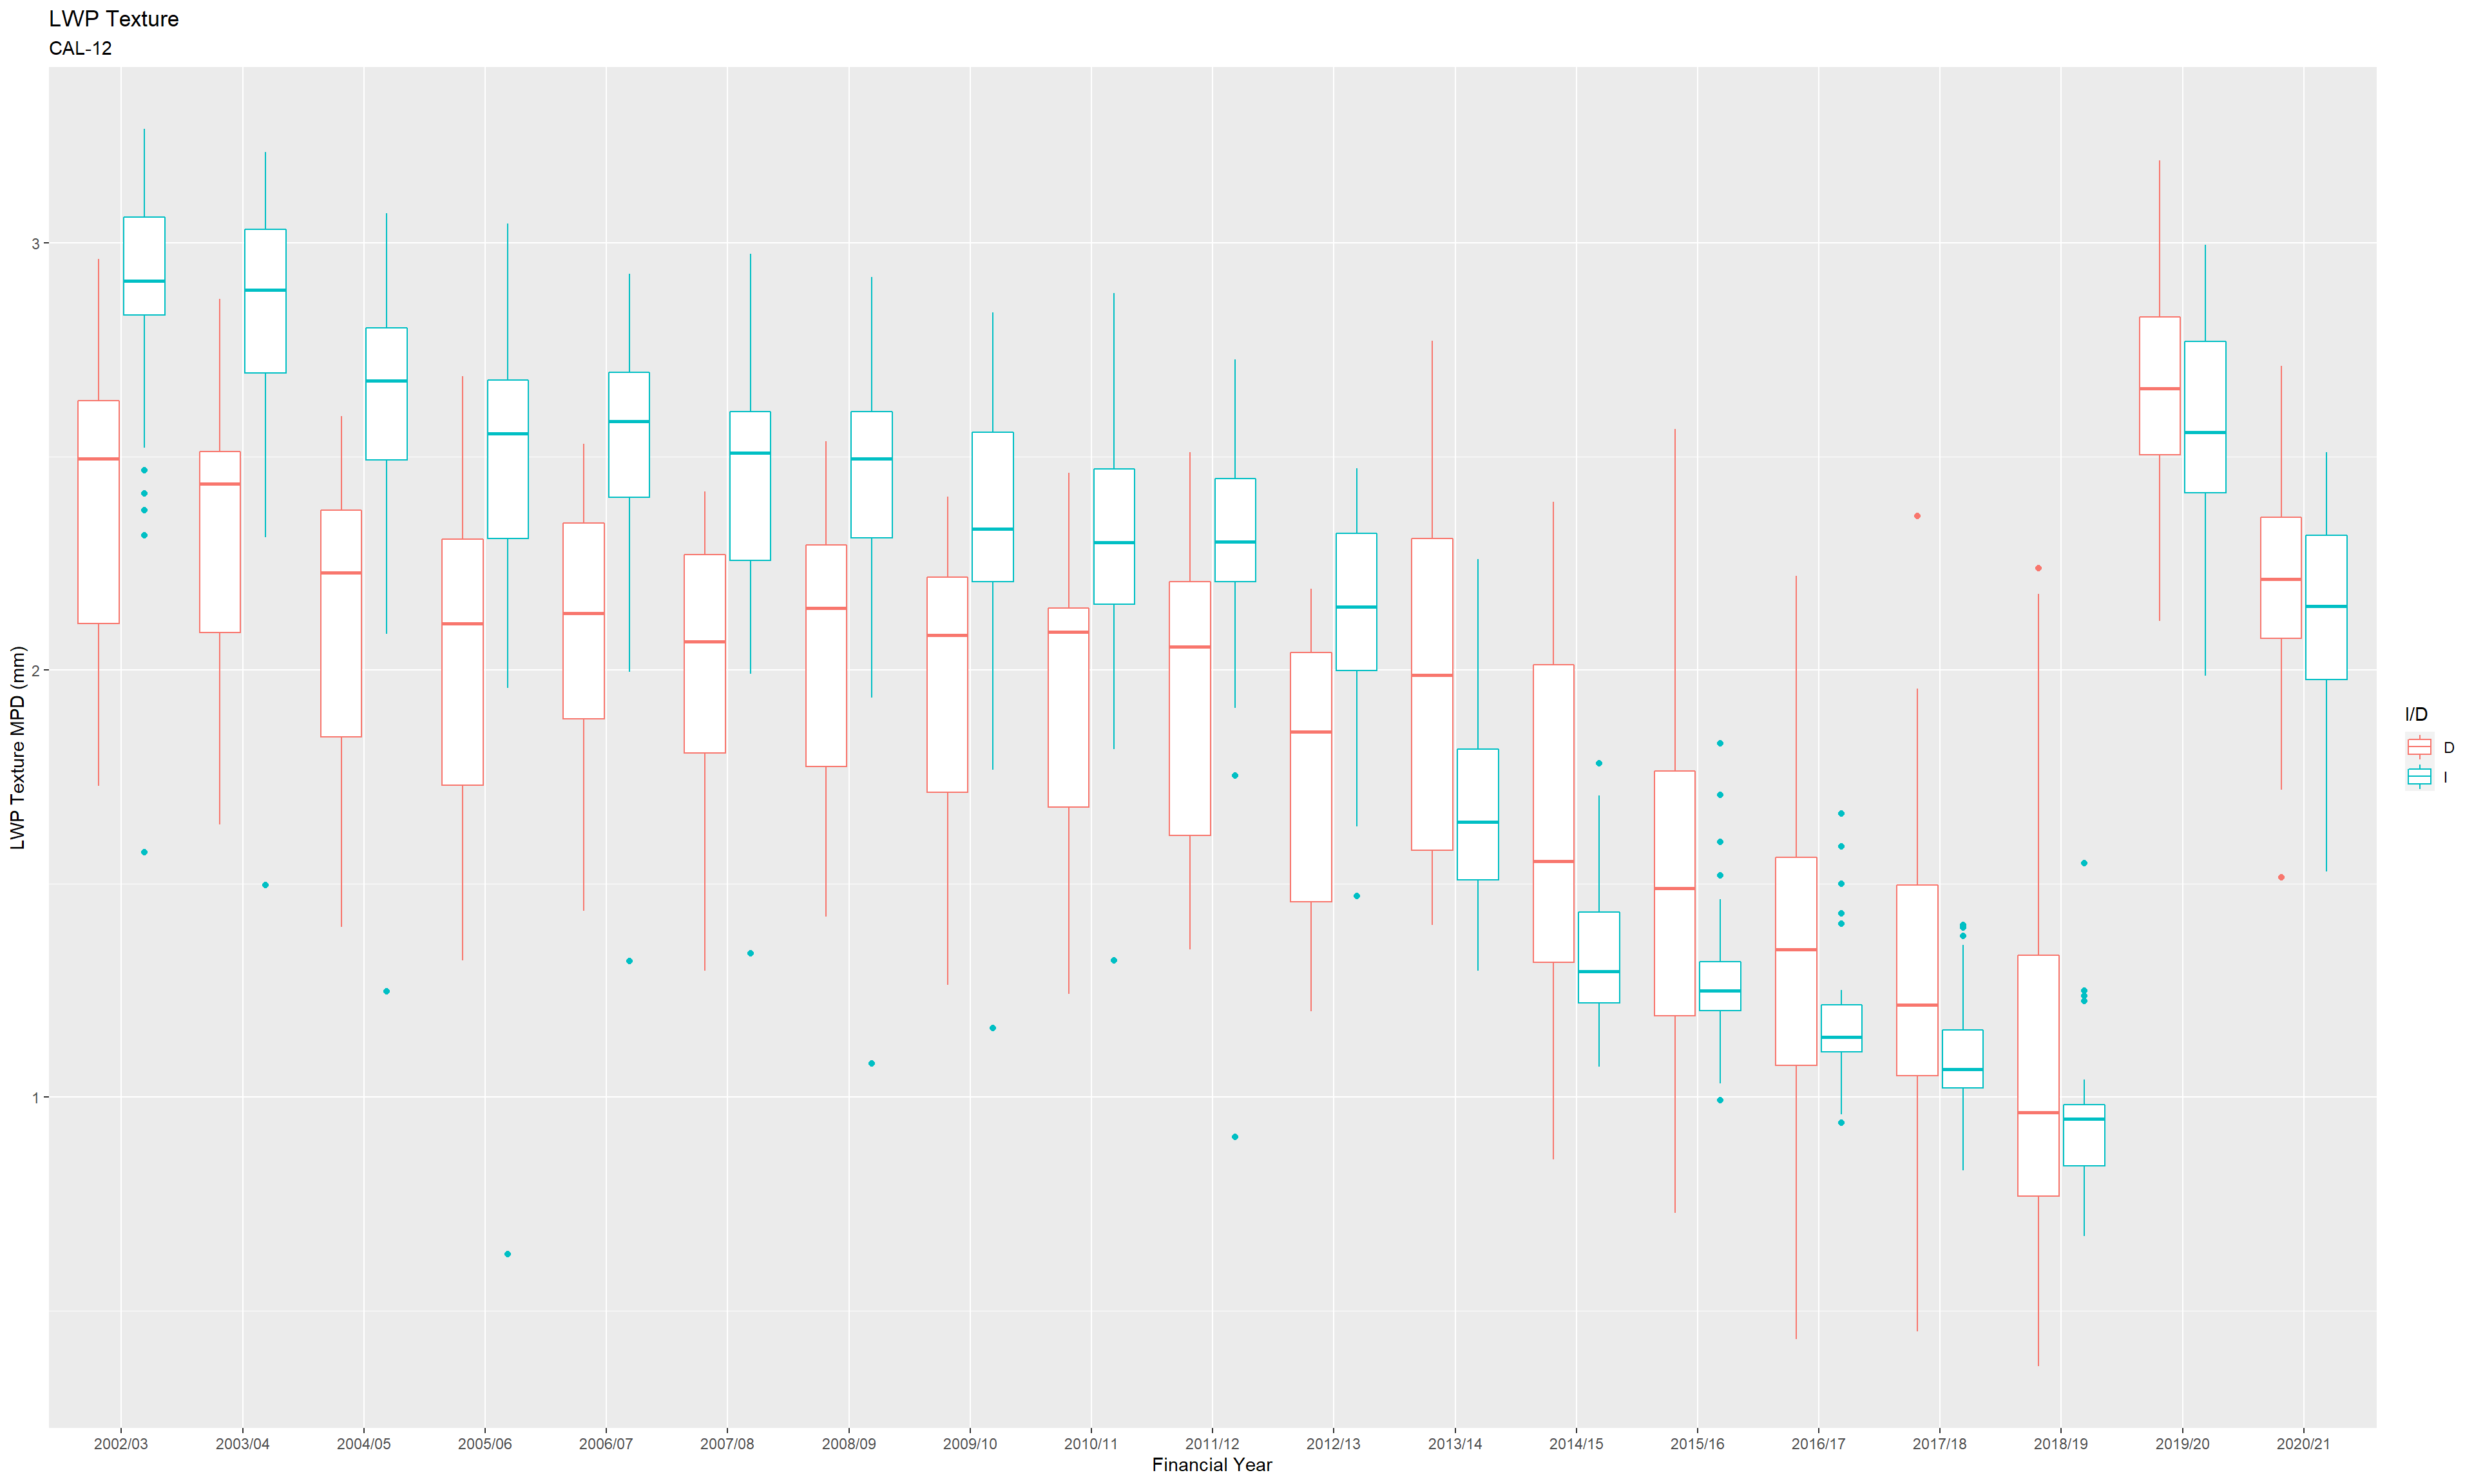 LWP Texture
CAL-12
LWP Texture MPD (mm)
3
2
1
2002/03 2003/04 2004/05 2005/06 2006/07 2007/08 2008/09 2009/10 2010/11 2011/12 2012/13 2013/14 2014/15 2015/16 2016/17 2017/18 2018/19 2019/20 2020/21
Financial Year
I/D
D
I